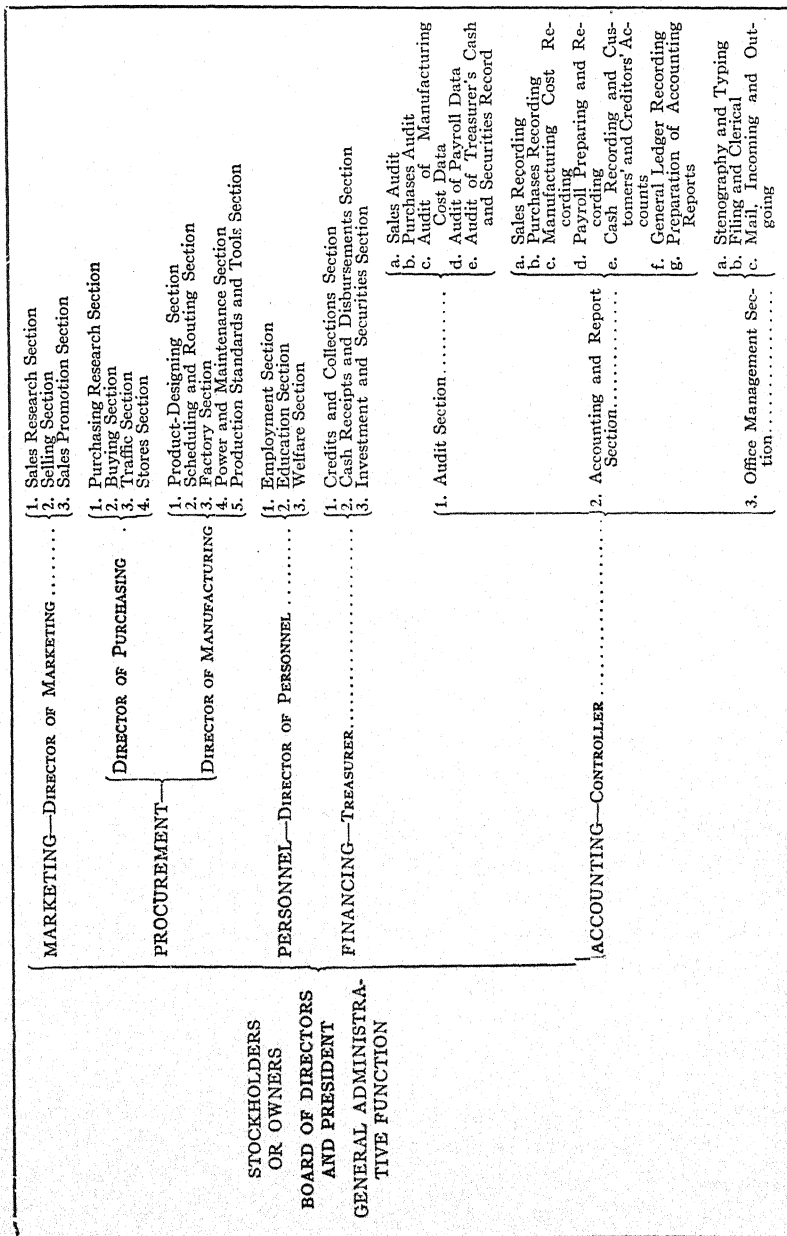 STOCKHOLDERS
OR OWNERS
BOARD OF DIRECTORS
AND PRESIDENT
GENERAL ADMINISTRA-
TIVE FUNCTION
MARKETING—DIRECTOR OF MARKETING ........
1. Sales Research Section
2. Selling Section
3. Sales Promotion Section
PROCUREMENT—
DIRECTOR OF PURCHASING .
1. Purchasing Research Section
2. Buying Section
3. Traffic Section
4. Stores Section
DIRECTOR OF MANUFACTURING
1. Product-Designing Section
2. Scheduling and Routing Section
3. Factory Section
4. Power and Maintenance Section
5. Production Standards and Tools Section
PERSONNEL—DIRECTOR OF PERSONNEL .........
1. Employment Section
2. Education Section
3. Welfare Section
FINANCING—TREASURER.....................
1. Credits and Collections Section
2. Cash Receipts and Disbursements Section
3. Investment and Securities Section
ACCOUNTING—CONTROLLER .......................
1. Audit Section..........
a. Sales Audit
b. Purchases Audit
c. Audit of Manufacturing
Cost Data
d. Audit of Payroll Data
e. Audit of Treasurer's Cash
and Securities Record
2. Accounting and Report
Section..............
a. Sales Recording
b. Purchases Recording
c. Manufacturing Cost Re-
cording
d. Payroll Preparing and Re-
cording
e. Cash Recording and Cus-
tomers' and Creditors' Ac-
counts
f. General Ledger Recording
g. Preparation of Accounting
Reports
3. Office Management Sec-
tion..................
a. Stenography and Typing
b. Filing and Clerical
c. Mail, Incoming and Out-
going